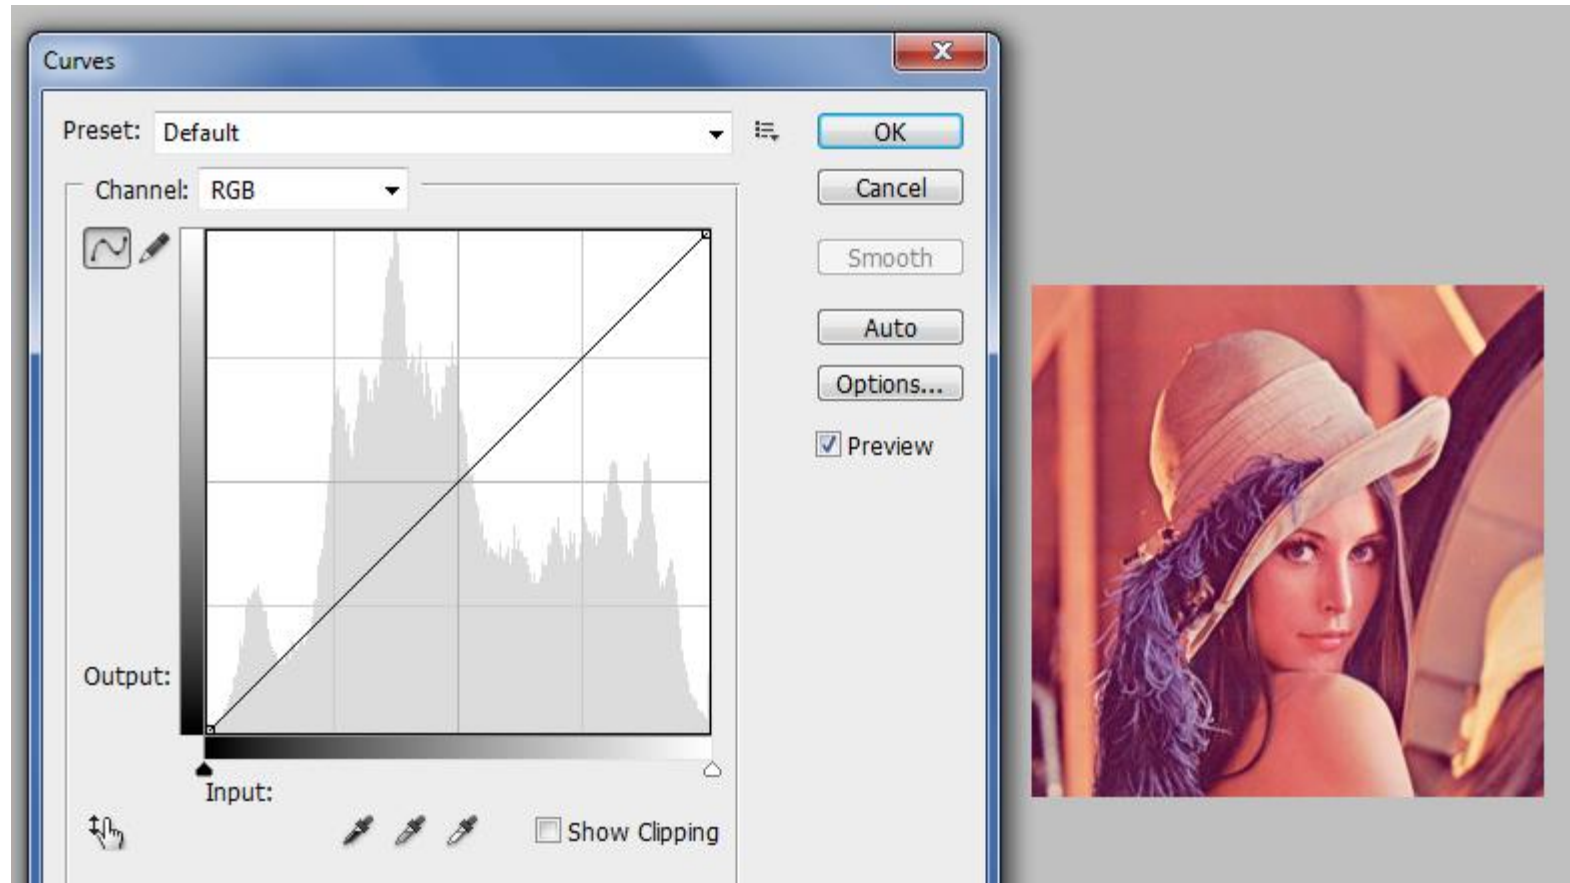 Curves
Preset: Default
OK
Channel: RGB
Cancel
Smooth
Auto
Options...
Preview
Output:
Input:
Show Clipping